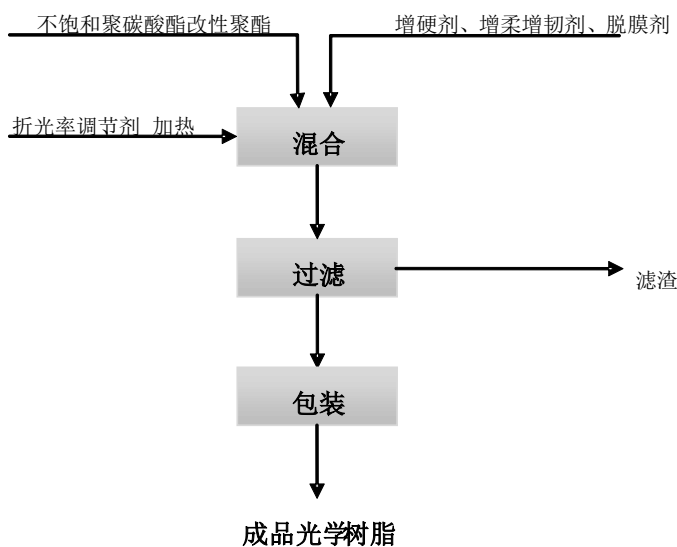 不饱和聚碳酸酯改性聚酯
增硬剂、增柔增韧剂、脱膜剂
折光率调节剂 加热
混合
过滤
滤渣
包装
成品光学树脂